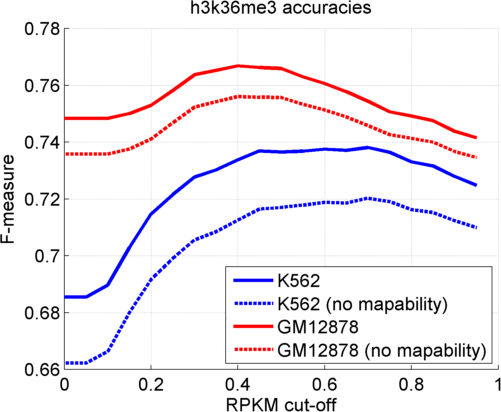 h3k36me3 accuracies
F-measure
0.78
0.76
0.74
0.72
0.7
0.68
0.66
K562
K562 (no mapability)
GM12878
GM12878 (no mapability)
0
0.2
0.4
0.6
0.8
1
RPKM cut-off